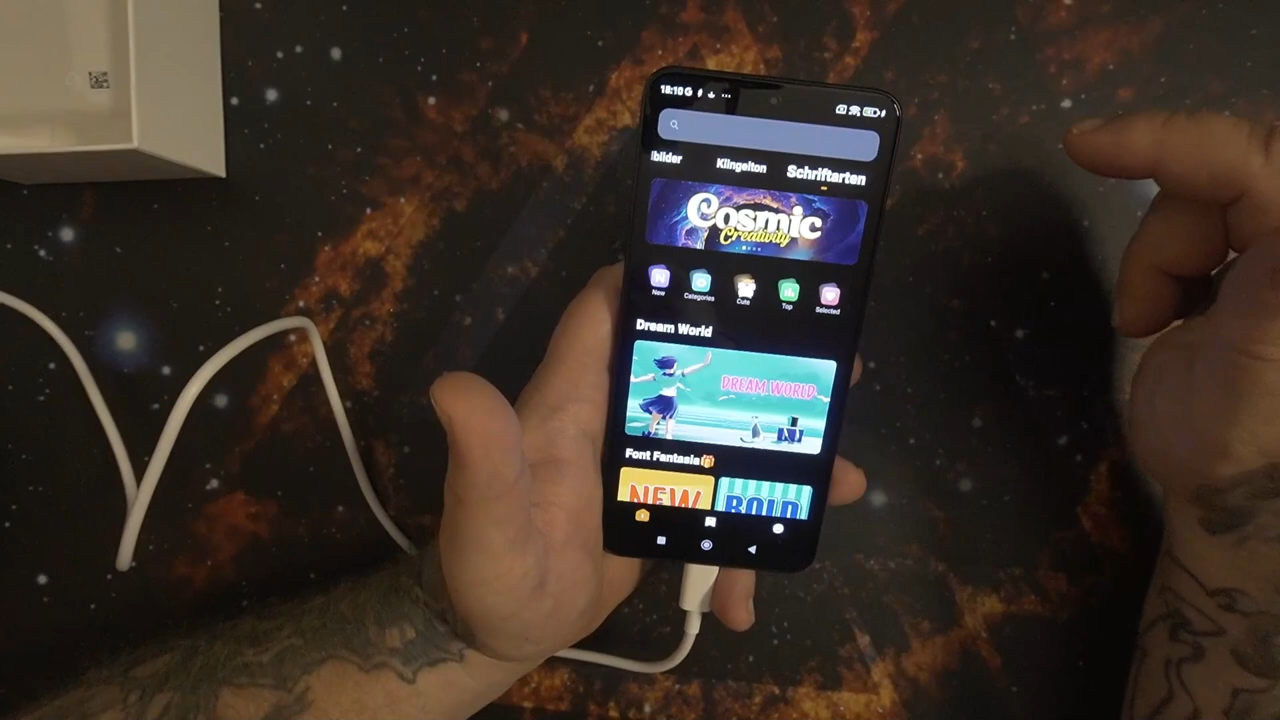 18:10 G
lbilder Klingelton Schriftarten
Cosmic
Creativity
New Categories Cute Top Selected
Dream World
DREAM WORLD
Font Fantasia
NEW BOLD